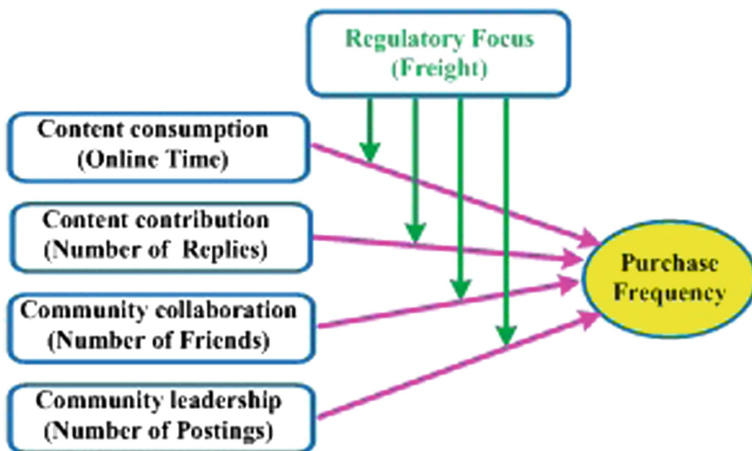 Regulatory Focus
(Freight)
Content consumption
(Online Time)
Content contribution
(Number of Replies)
Community collaboration
(Number of Friends)
Community leadership
(Number of Postings)
Purchase
Frequency